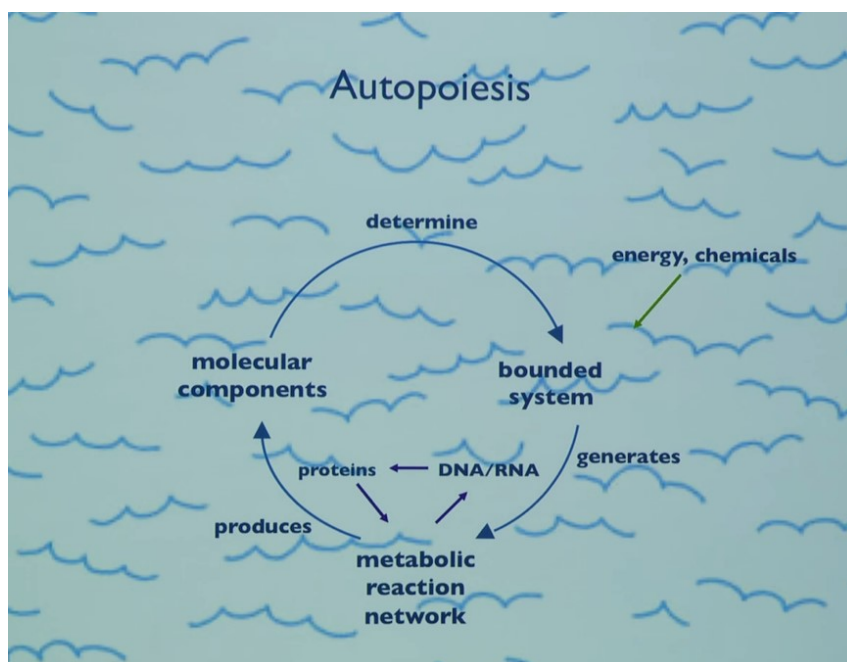 Autopoiesis
determine
energy, chemicals
molecular
components
bounded
system
proteins
DNA/RNA
generates
produces
metabolic
reaction
network